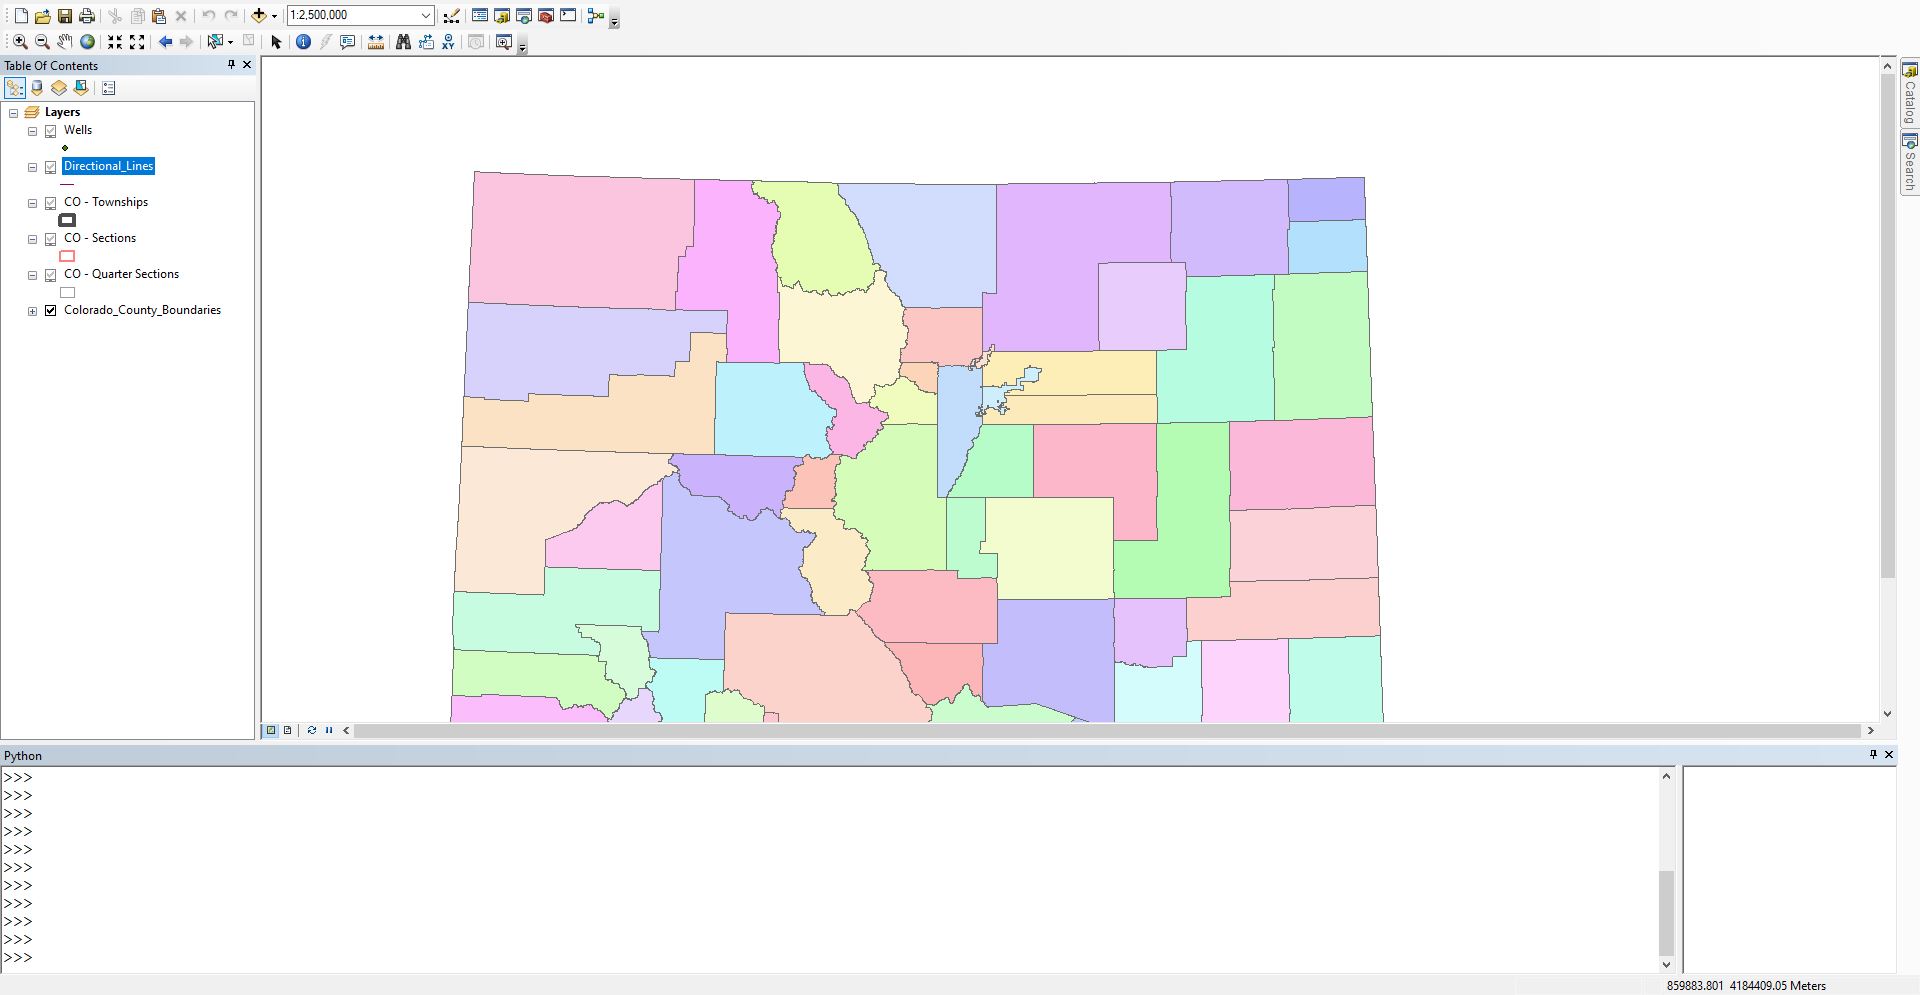 1:2,500,000
XY
Table Of Contents
Layers
Wells
Directional_Lines
CO - Townships
CO - Sections
CO - Quarter Sections
Colorado_County_Boundaries
Catalog
Search
Python
>>>
>>>
>>>
>>>
>>>
>>>
>>>
>>>
>>>
>>>
>>>
859883.801 4184409.05 Meters